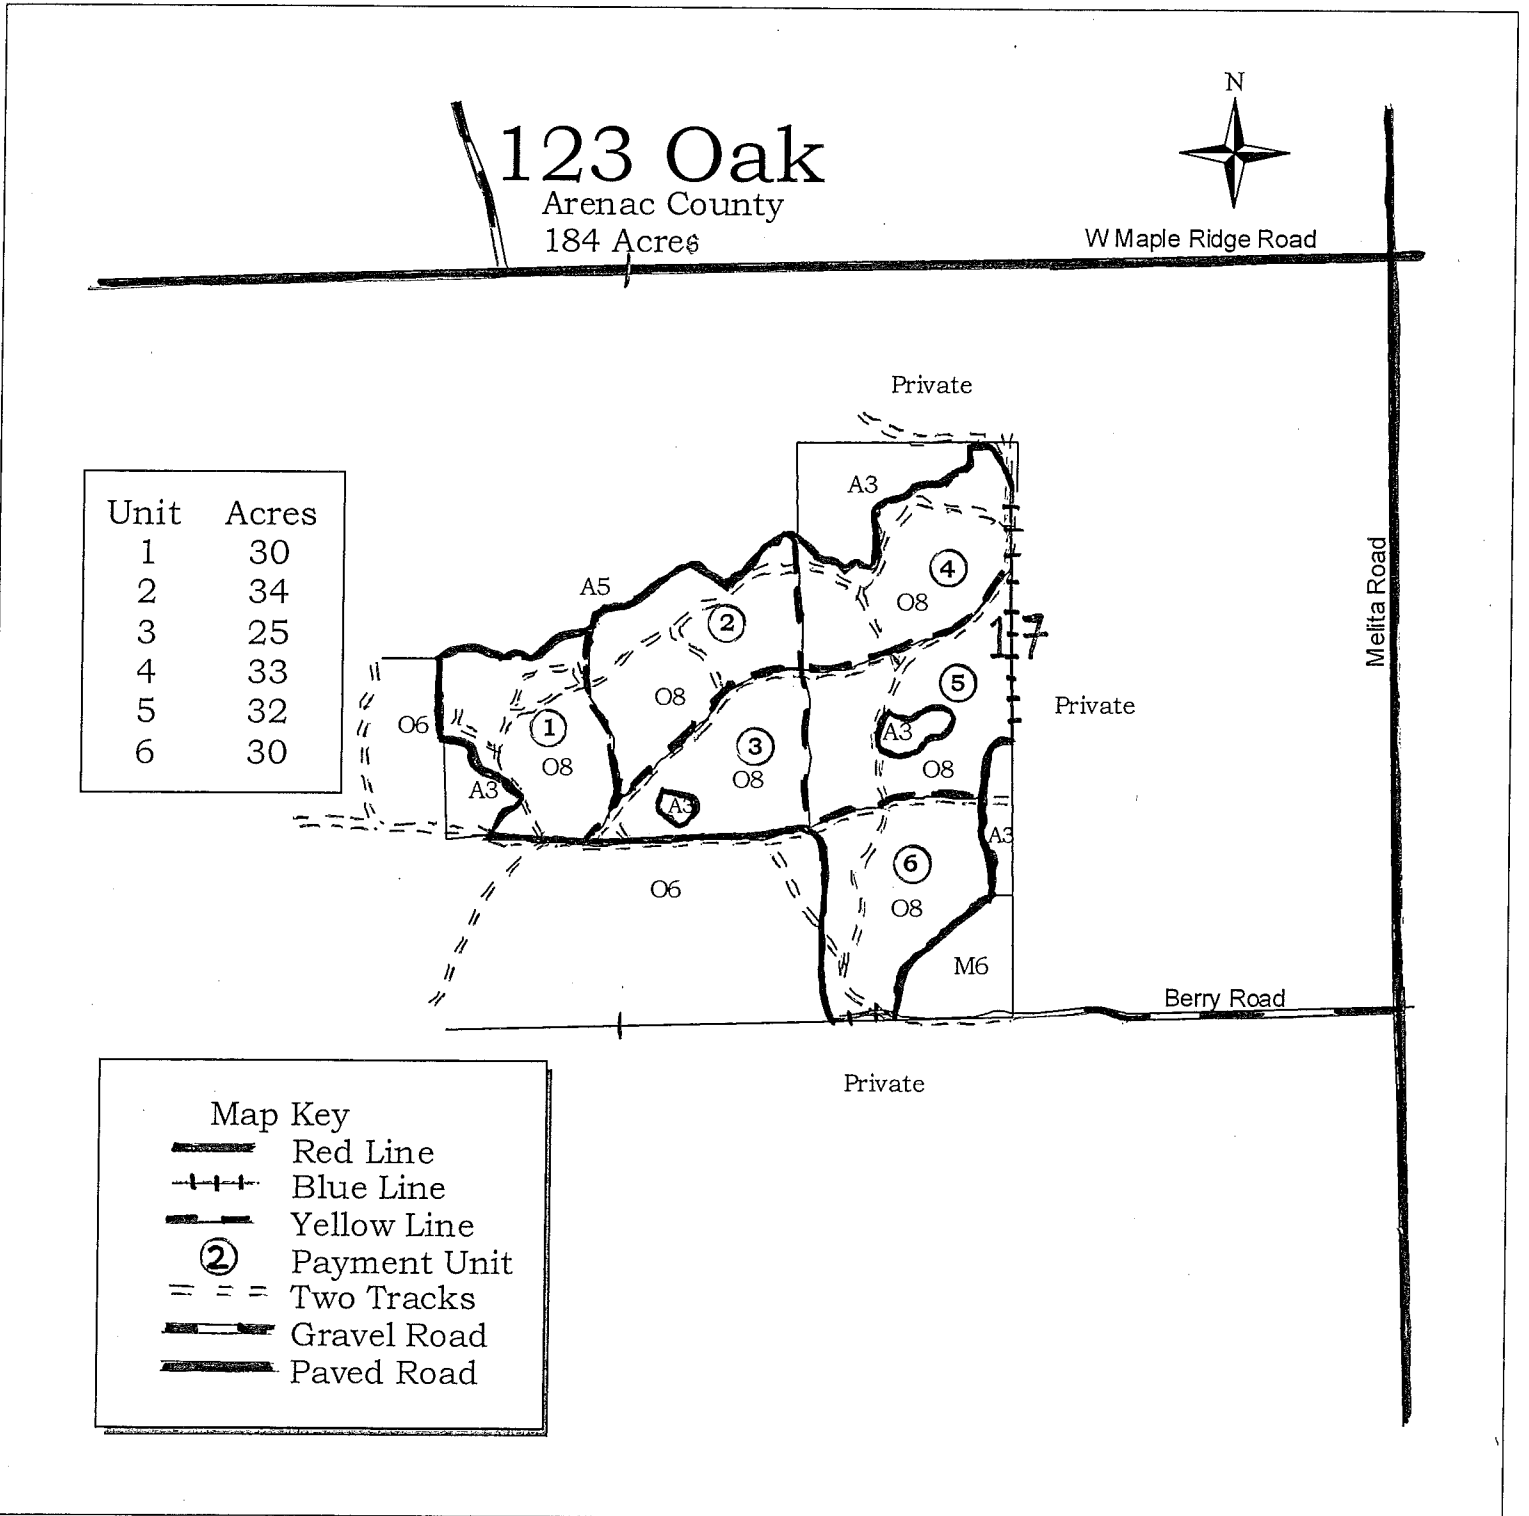 N
123 Oak
Arenac County
184 Acres
W Maple Ridge Road
Private
Unit Acres
1 30
2 34
3 25
4 33
5 32
6 30
A3
4
A5
O8
2
17
Melita Road
5
O8
Private
O6
1
A3
3
O8
O8
O8
A3
A3
A3
6
O6
O8
M6
Berry Road
Private
Map Key
Red Line
Blue Line
Yellow Line
2 Payment Unit
Two Tracks
Gravel Road
Paved Road